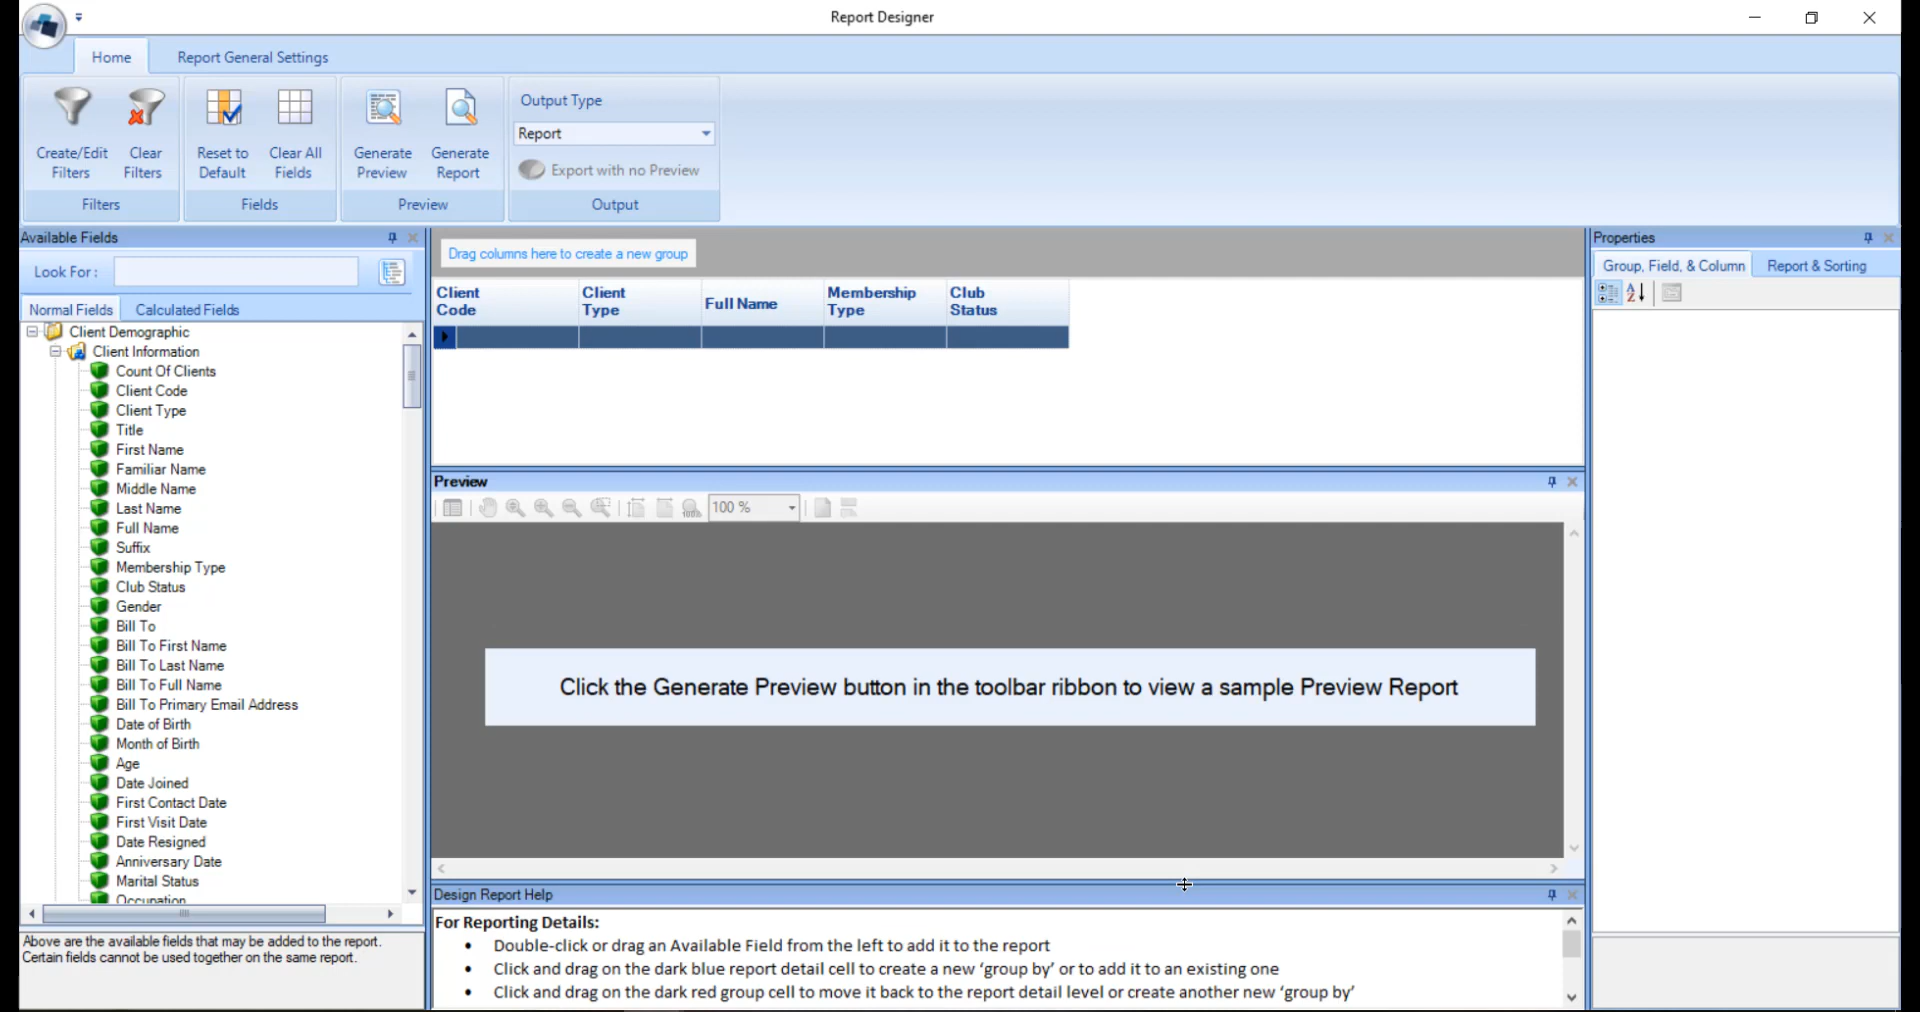 Report Designer
Home
Report General Settings
Create/Edit
Filters
Clear
Filters
Reset to
Default
Clear All
Fields
Generate
Preview
Generate
Report
Output Type
Report
Export with no Preview
Filters
Fields
Preview
Output
Available Fields
Look For :
Normal Fields
Calculated Fields
Client Demographic
Client Information
Count Of Clients
Client Code
Client Type
Title
First Name
Familiar Name
Middle Name
Last Name
Full Name
Suffix
Membership Type
Club Status
Gender
Bill To
Bill To First Name
Bill To Last Name
Bill To Full Name
Bill To Primary Email Address
Date of Birth
Month of Birth
Age
Date Joined
First Contact Date
First Visit Date
Date Resigned
Anniversary Date
Marital Status
Occupation
Above are the available fields that may be added to the report.
Certain fields cannot be used together on the same report.
Drag columns here to create a new group
Client
Code
Client
Type
Full Name
Membership
Type
Club
Status
Preview
100%
100 %
Click the Generate Preview button in the toolbar ribbon to view a sample Preview Report
Design Report Help
For Reporting Details:
• Double-click or drag an Available Field from the left to add it to the report
• Click and drag on the dark blue report detail cell to create a new ‘group by’ or to add it to an existing one
• Click and drag on the dark red group cell to move it back to the report detail level or create another new ‘group by’
Properties
Group, Field, & Column
Report & Sorting